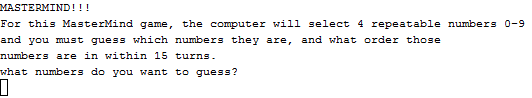 MASTERMIND!!!
For this MasterMind game, the computer will select 4 repeatable numbers 0-9
and you must guess which numbers they are, and what order those
numbers are in within 15 turns.
what numbers do you want to guess?